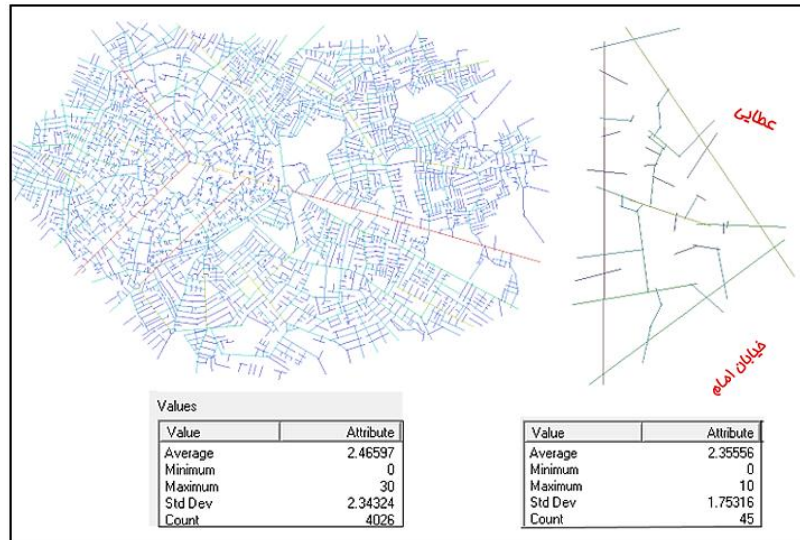 عطایی
خیابان امام
Values
Value Attribute
Average 2.46597
Minimum 0
Maximum 30
Std Dev 2.34324
Count 4026
Value Attribute
Average 2.35556
Minimum 0
Maximum 10
Std Dev 1.75316
Count 45